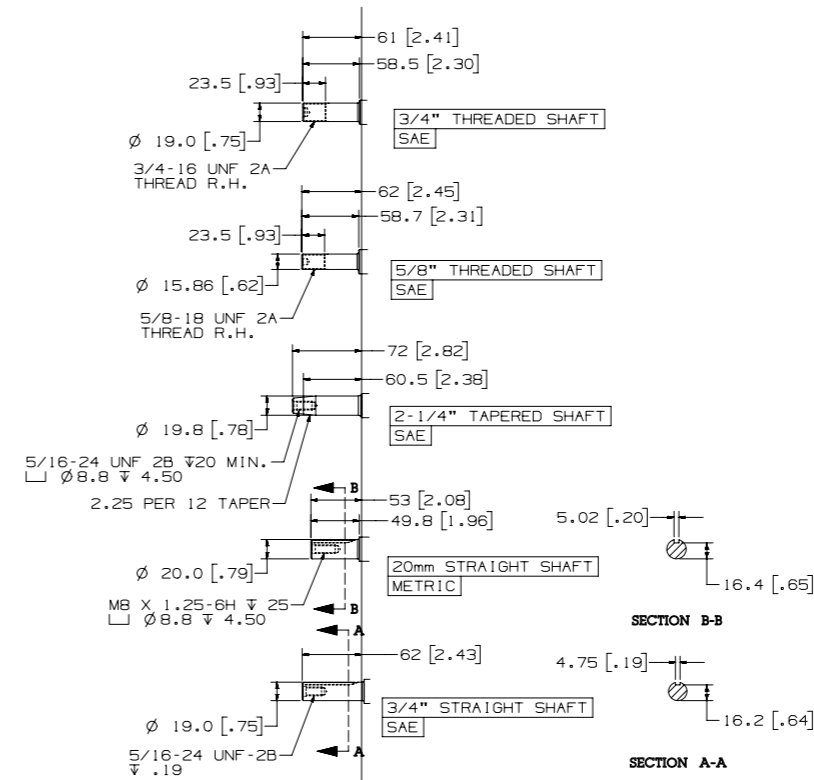 61 [2.41]
58.5 [2.30]
23.5 [.93]
Ø 19.0 [.75]
3/4" THREADED SHAFT
SAE
3/4-16 UNF 2A
THREAD R.H.
62 [2.45]
58.7 [2.31]
23.5 [.93]
Ø 15.86 [.62]
5/8" THREADED SHAFT
SAE
5/8-18 UNF 2A
THREAD R.H.
72 [2.82]
60.5 [2.38]
Ø 19.8 [.78]
2-1/4" TAPERED SHAFT
SAE
5/16-24 UNF 2B ↧20 MIN.
⌴ Ø8.8 ↧ 4.50
2.25 PER 12 TAPER
B
53 [2.08]
49.8 [1.96]
Ø 20.0 [.79]
20mm STRAIGHT SHAFT
METRIC
M8 X 1.25-6H ↧ 25
⌴ Ø8.8 ↧ 4.50
B
5.02 [.20]
16.4 [.65]
SECTION B-B
A
62 [2.43]
Ø 19.0 [.75]
3/4" STRAIGHT SHAFT
SAE
5/16-24 UNF-2B
↧ .19
A
4.75 [.19]
16.2 [.64]
SECTION A-A